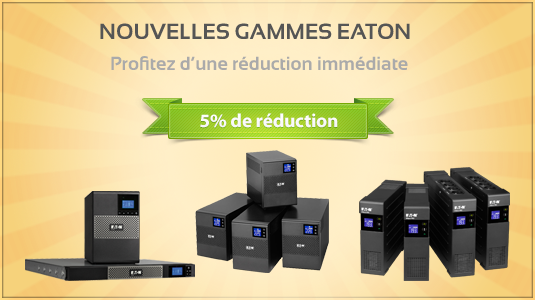 NOUVELLES GAMMES EATON
Profitez d'une réduction immédiate
5% de réduction